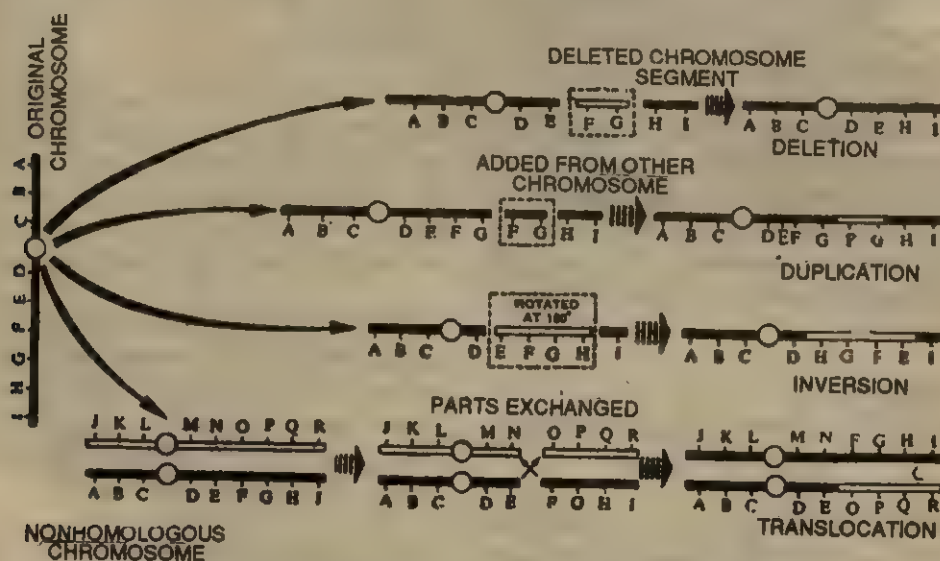 ORIGINAL
CHROMOSOME
A B C D E F G H I
DELETED CHROMOSOME
SEGMENT
A B C D E F G H I
A B C D E H I
DELETION
ADDED FROM OTHER
CHROMOSOME
A B C D E F G F G H I
A B C D E F G F G H I
DUPLICATION
ROTATED
AT 180°
A B C D E F G H I
A B C D H G F E I
INVERSION
PARTS EXCHANGED
J K L M N O P Q R
J K L M N O P Q R
J K L M N F G H I
A B C D E F G H I
A B C D E F G H I
A B C D E O P Q R
TRANSLOCATION
NONHOMOLOGOUS
CHROMOSOME